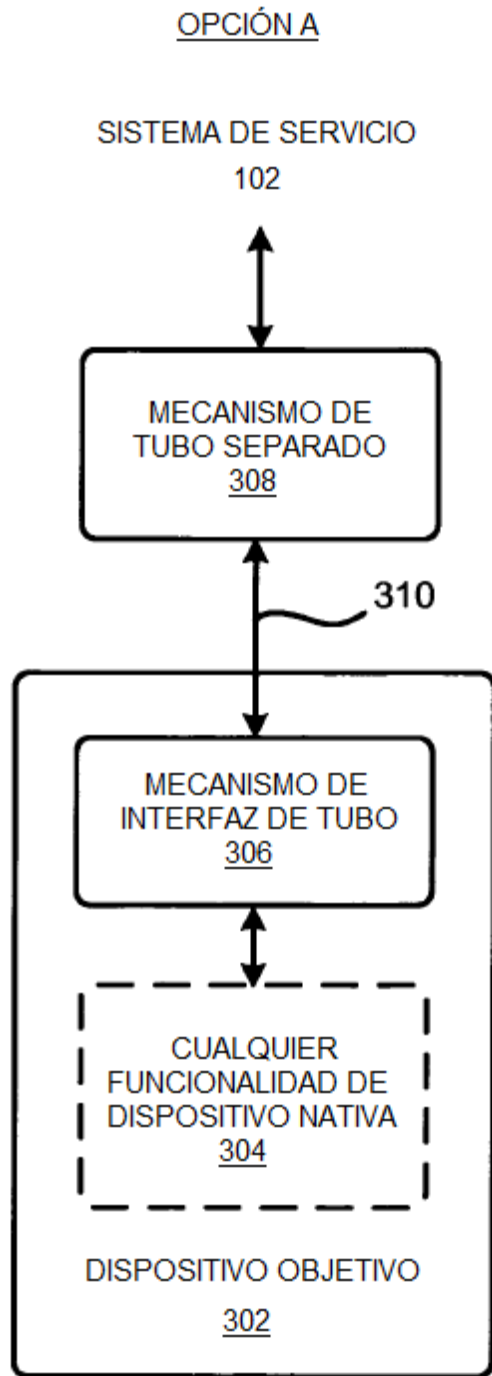 OPCIÓN A
SISTEMA DE SERVICIO
102
MECANISMO DE
TUBO SEPARADO
308
310
MECANISMO DE
INTERFAZ DE TUBO
306
CUALQUIER
FUNCIONALIDAD DE
DISPOSITIVO NATIVA
304
DISPOSITIVO OBJETIVO
302